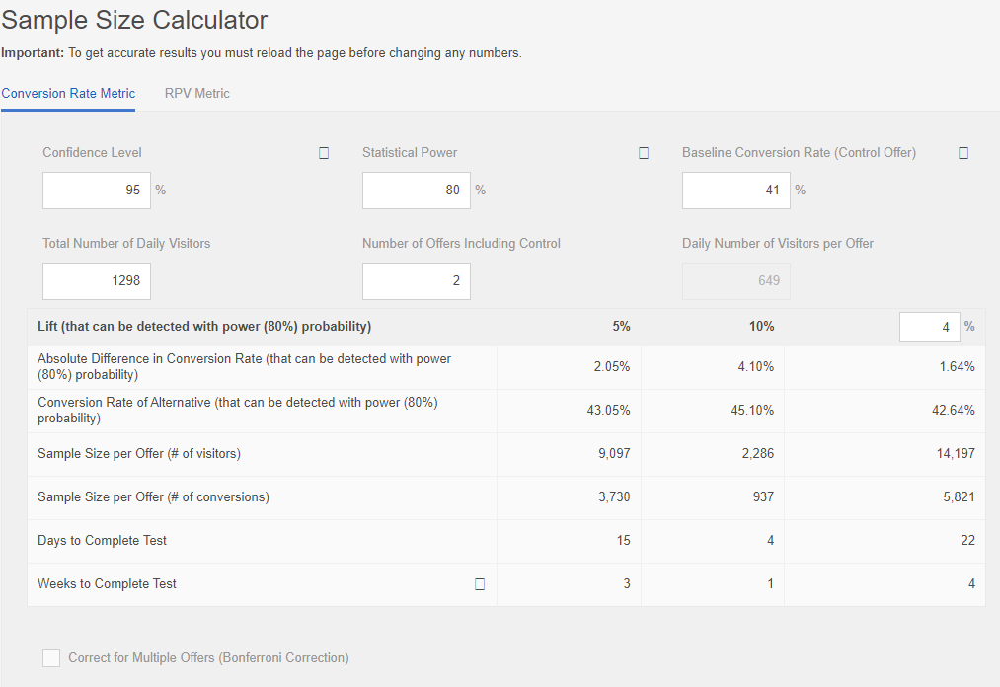 Sample Size Calculator
Important: To get accurate results you must reload the page before changing any numbers.
Conversion Rate Metric RPV Metric
Confidence Level Statistical Power Baseline Conversion Rate (Control Offer)
95 % 80 % 41 %
Total Number of Daily Visitors Number of Offers Including Control Daily Number of Visitors per Offer
1298 2 649
Lift (that can be detected with power (80%) probability) 5% 10% 4 %
Absolute Difference in Conversion Rate (that can be detected with power
(80%) probability) 2.05% 4.10% 1.64%
Conversion Rate of Alternative (that can be detected with power (80%)
probability) 43.05% 45.10% 42.64%
Sample Size per Offer (# of visitors) 9,097 2,286 14,197
Sample Size per Offer (# of conversions) 3,730 937 5,821
Days to Complete Test 15 4 22
Weeks to Complete Test 3 1 4
Correct for Multiple Offers (Bonferroni Correction)